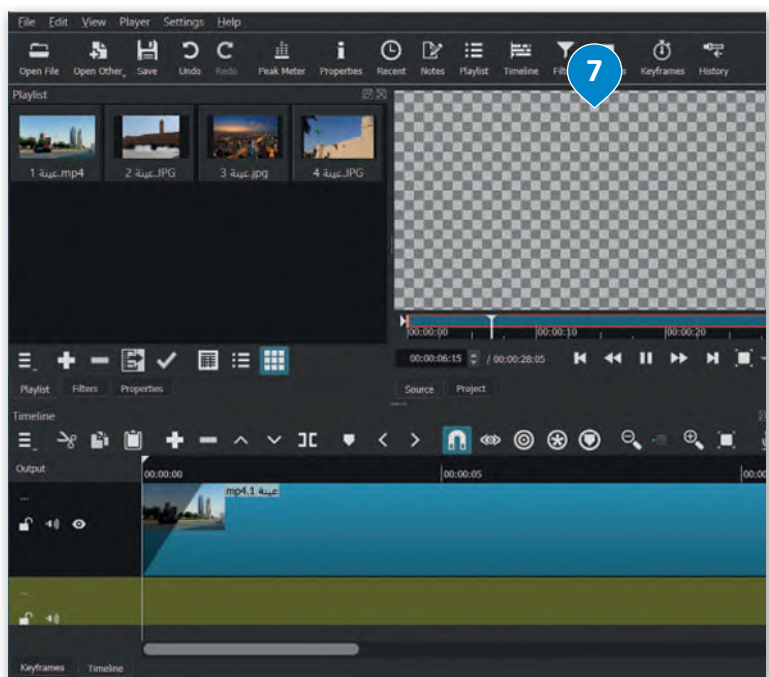 File Edit View Player Settings Help
Open File Open Other Save Undo Redo Peak Meter Properties Recent Notes Playlist Timeline Keyframes History
7
Playlist
عينة 1.mp4 عينة 2.JPG عينة 3.jpg عينة 4.JPG
00:00:00 00:00:10 00:00:20
00:00:06:15 / 00:00:28:05
Playlist Filters Properties
Source Project
Timeline
Output 00:00:00 00:00:05
عينة 1.mp4
Keyframes Timeline